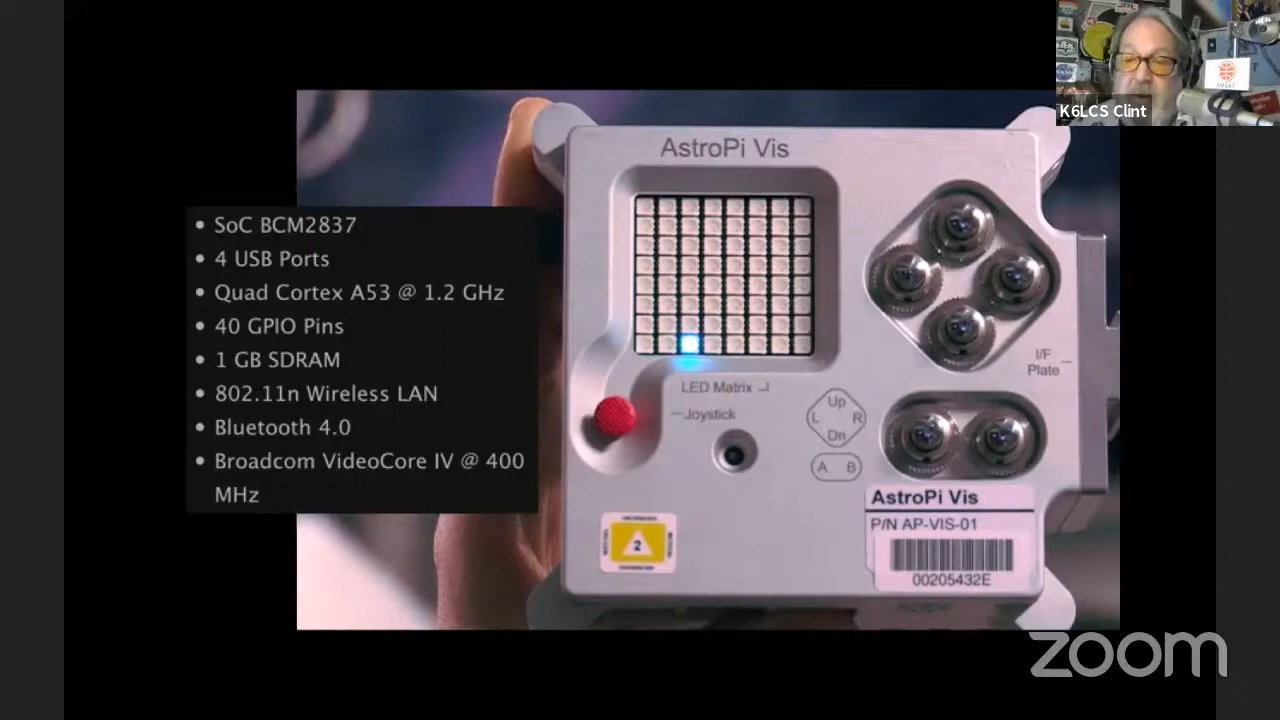 JPL
K6LCS Clint
AstroPi Vis
• SoC BCM2837
• 4 USB Ports
• Quad Cortex A53 @ 1.2 GHz
• 40 GPIO Pins
• 1 GB SDRAM
• 802.11n Wireless LAN
• Bluetooth 4.0
• Broadcom VideoCore IV @ 400
MHz
I/F
Plate
LED Matrix
Joystick
Up
L R
Dn
A B
AstroPi Vis
P/N AP-VIS-01
00205432E
2
zoom